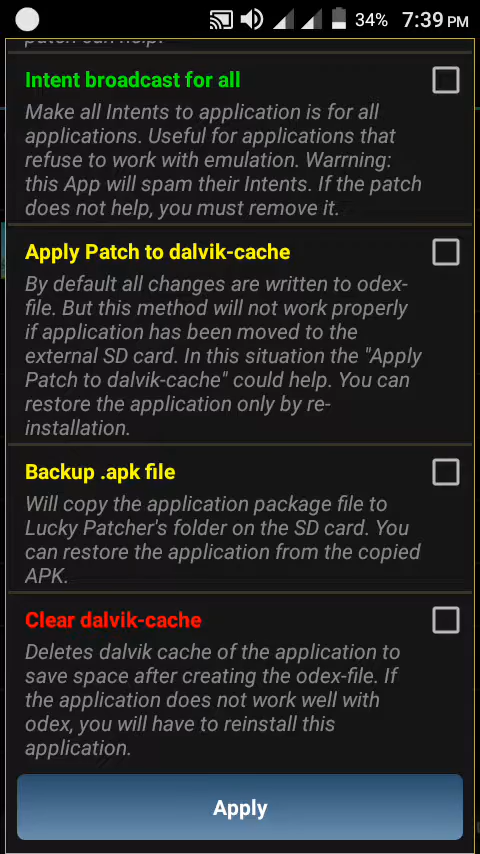 34% 7:39 PM
patch can help.
Intent broadcast for all
Make all Intents to application is for all
applications. Useful for applications that
refuse to work with emulation. Warrning:
this App will spam their Intents. If the patch
does not help, you must remove it.
Apply Patch to dalvik-cache
By default all changes are written to odex-
file. But this method will not work properly
if application has been moved to the
external SD card. In this situation the "Apply
Patch to dalvik-cache" could help. You can
restore the application only by re-
installation.
Backup .apk file
Will copy the application package file to
Lucky Patcher's folder on the SD card. You
can restore the application from the copied
APK.
Clear dalvik-cache
Deletes dalvik cache of the application to
save space after creating the odex-file. If
the application does not work well with
odex, you will have to reinstall this
application.
Apply